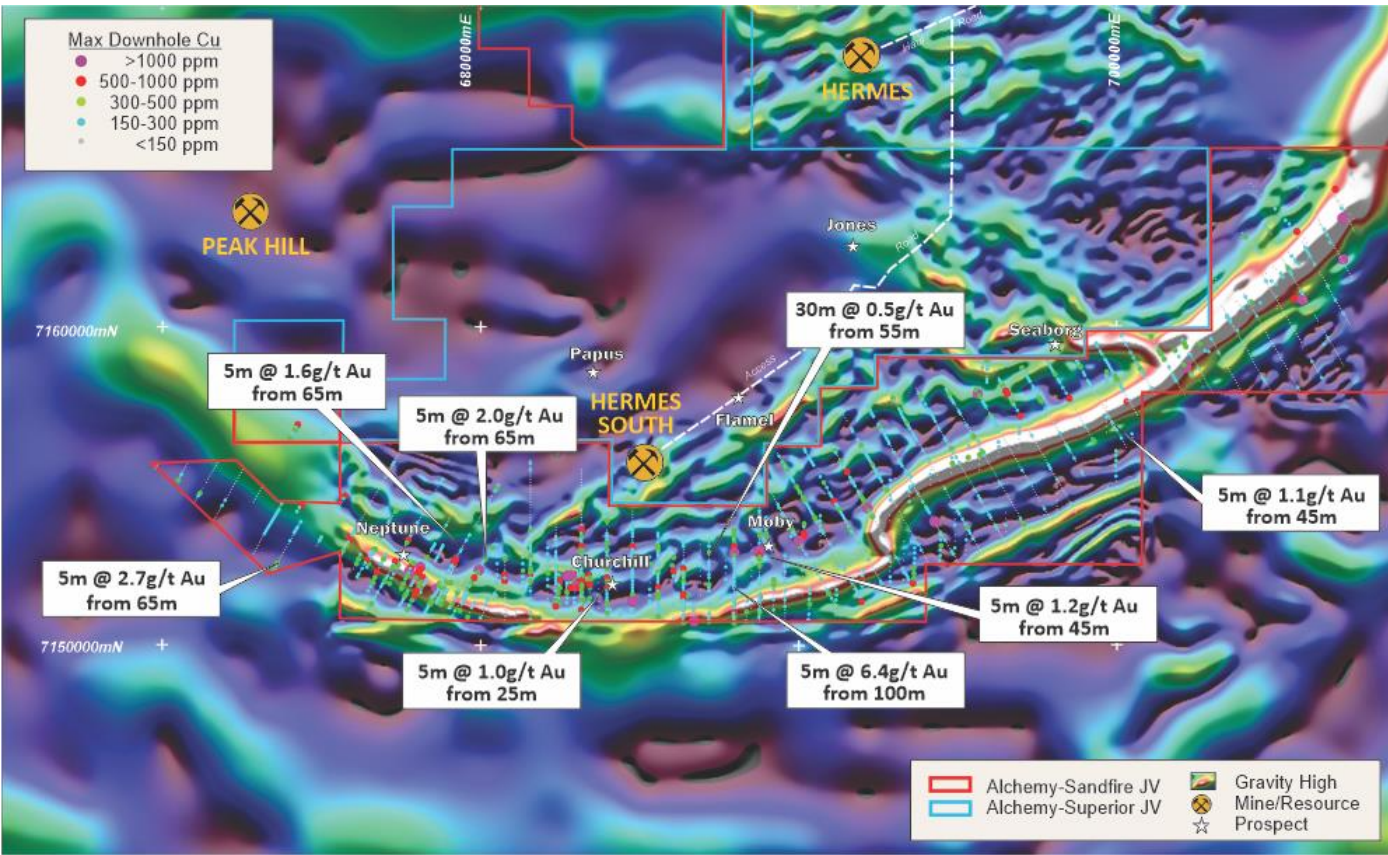 Max Downhole Cu
>1000 ppm
500-1000 ppm
300-500 ppm
150-300 ppm
<150 ppm
680000mE
700000mE
Haul Road
HERMES
PEAK HILL
Jones
Road
7160000mN
30m @ 0.5g/t Au
from 55m
Seaborg
Papus
Access
5m @ 1.6g/t Au
from 65m
HERMES
SOUTH
Flamel
5m @ 2.0g/t Au
from 65m
5m @ 1.1g/t Au
from 45m
Neptune
Moby
Churchill
5m @ 2.7g/t Au
from 65m
5m @ 1.2g/t Au
from 45m
7150000mN
5m @ 1.0g/t Au
from 25m
5m @ 6.4g/t Au
from 100m
Alchemy-Sandfire JV
Alchemy-Superior JV
Gravity High
Mine/Resource
Prospect